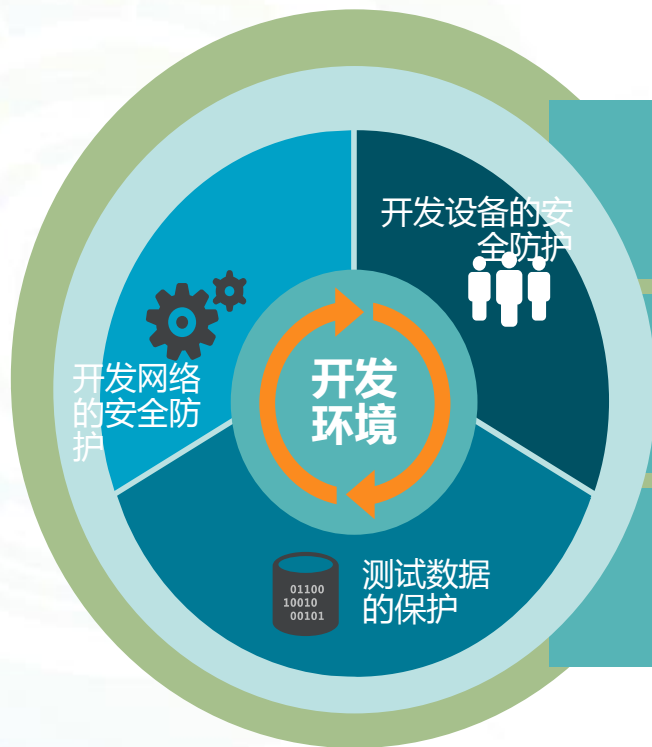 开发设备的安
全防护
开发网络
的安全防
护
开发
环境
测试数据
的保护
01100
10010
00101